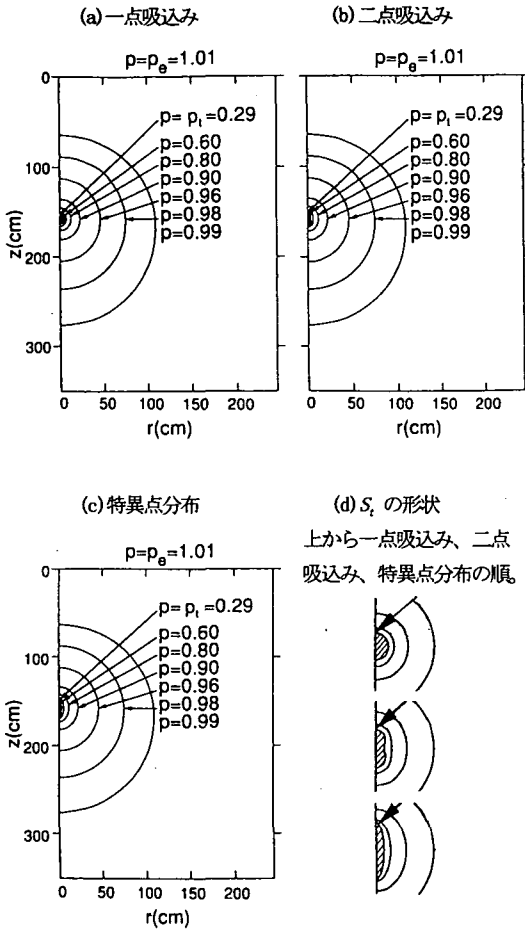 (a)一点吸込み
p=pₑ=1.01
0
100
200
300
z(cm)
p= pₜ=0.29
p=0.60
p=0.80
p=0.90
p=0.96
p=0.98
p=0.99
0 50 100 150 200
r(cm)
(b)二点吸込み
p=pₑ=1.01
0
100
200
300
z(cm)
p= pₜ=0.29
p=0.60
p=0.80
p=0.90
p=0.96
p=0.98
p=0.99
0 50 100 150 200
r(cm)
(c)特異点分布
p=pₑ=1.01
0
100
200
300
z(cm)
p= pₜ=0.29
p=0.60
p=0.80
p=0.90
p=0.96
p=0.98
p=0.99
0 50 100 150 200
r(cm)
(d)Sₜ の形状
上から一点吸込み、二点
吸込み、特異点分布の順。